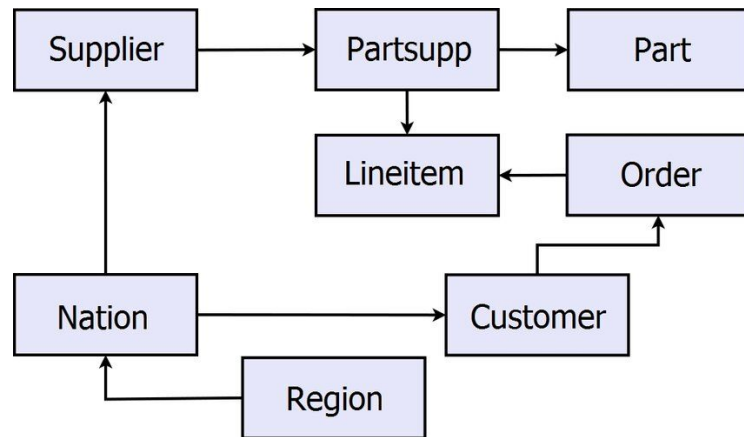 Supplier
Partsupp
Part
Lineitem
Order
Nation
Customer
Region